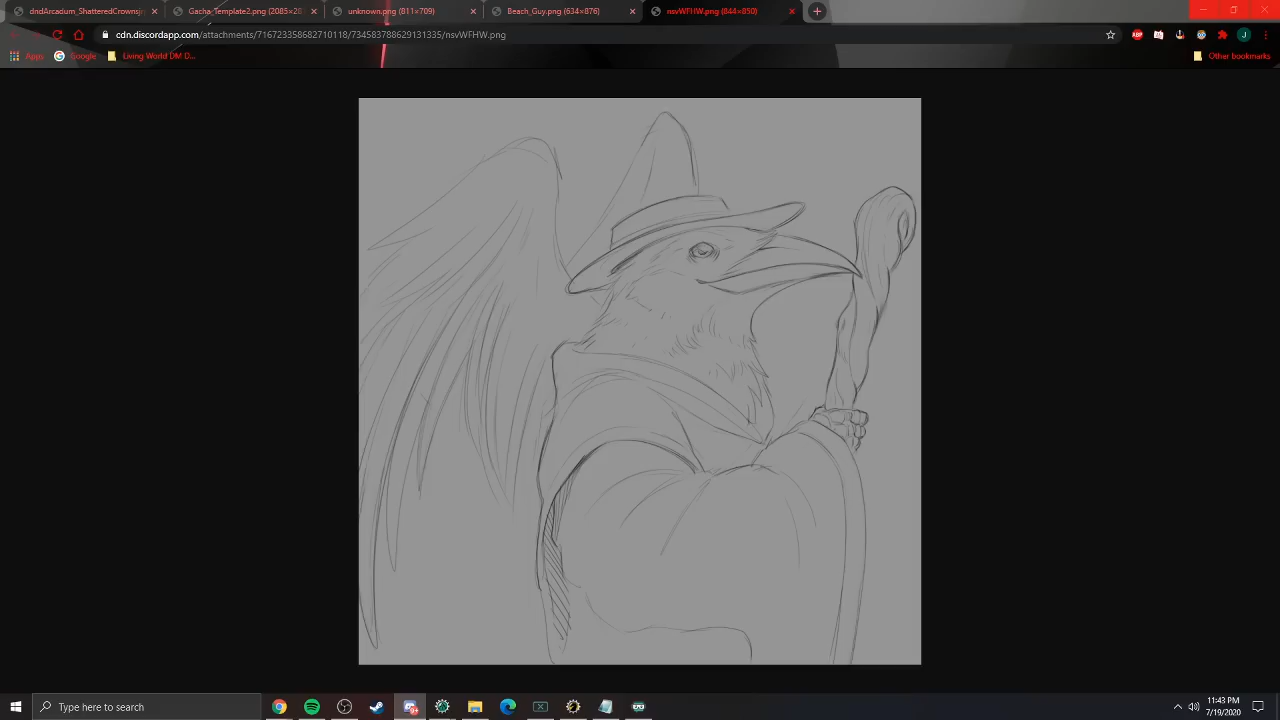 dndArcadum_ShatteredCrowns
Gacha_Template2.png (2085×28
unknown.png (811×709)
Beach_Guy.png (634×876)
nsvWFHW.png (844×850)
cdn.discordapp.com/attachments/716723358682710118/734583788629131335/nsvWFHW.png
ABP
J
Apps
Google
Living World DM D...
Other bookmarks
Type here to search
11:43 PM
7/19/2020